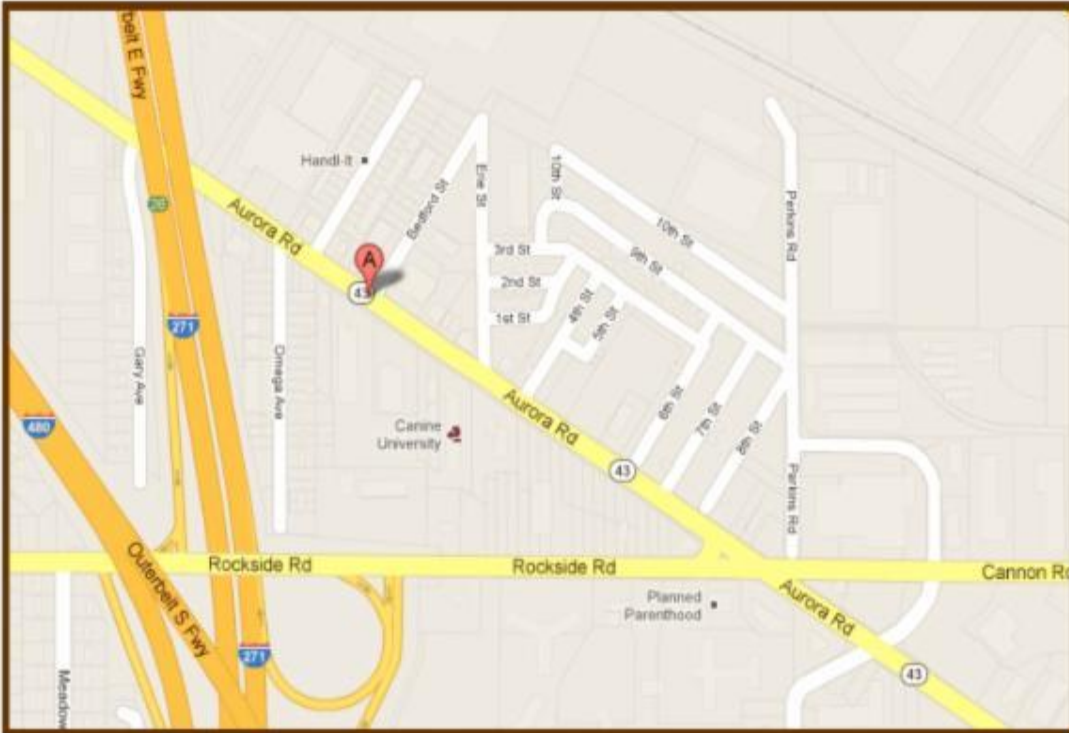 rbelt E Fwy
Handl-It
26
Aurora Rd
Bedford St
Erie St
10th St
10th St
9th St
Perkins Rd
3rd St
2nd St
1st St
4th St
5th St
A
43
271
Gary Ave
Omega Ave
480
Canine
University
Aurora Rd
6th St
7th St
8th St
43
Perkins Rd
Outerbelt S Fwy
Rockside Rd
Rockside Rd
Cannon Rd
Planned
Parenthood
Aurora Rd
271
43
Meadow